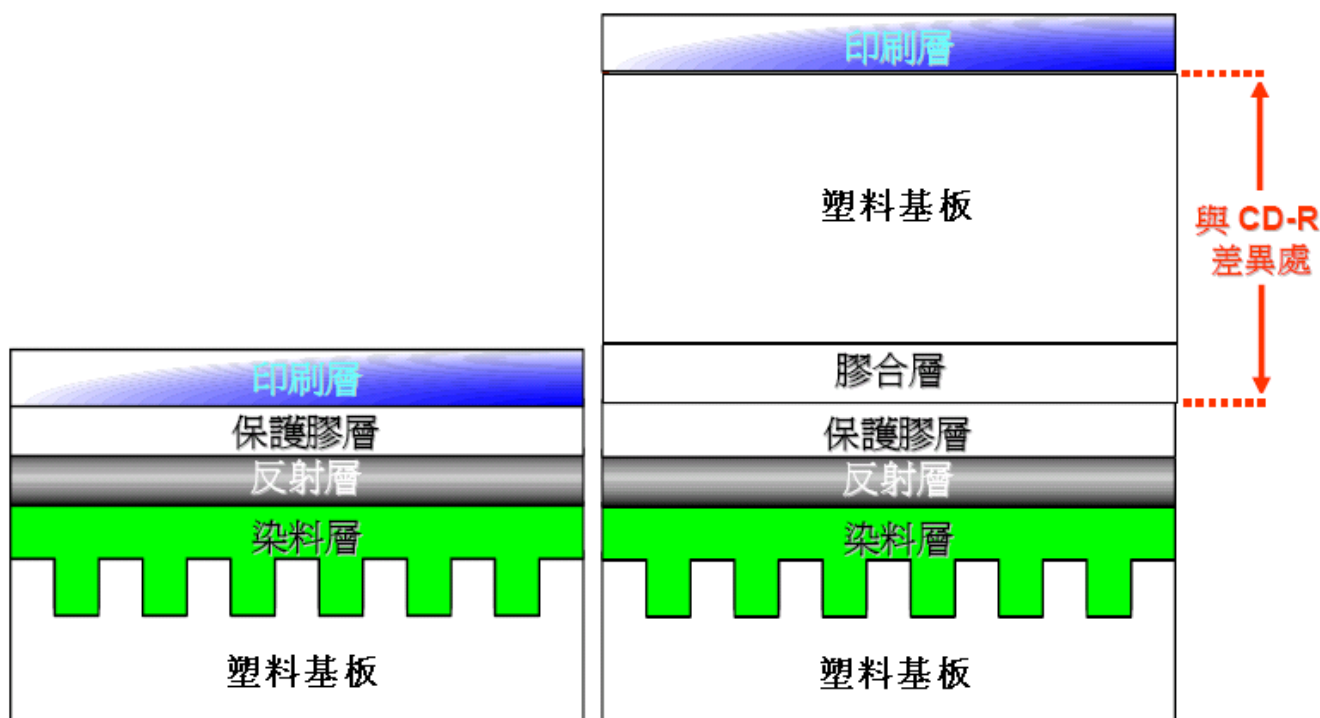 印刷層
塑料基板
與 CD-R
差異處
膠合層
保護膠層
反射層
染料層
塑料基板
印刷層
保護膠層
反射層
染料層
塑料基板